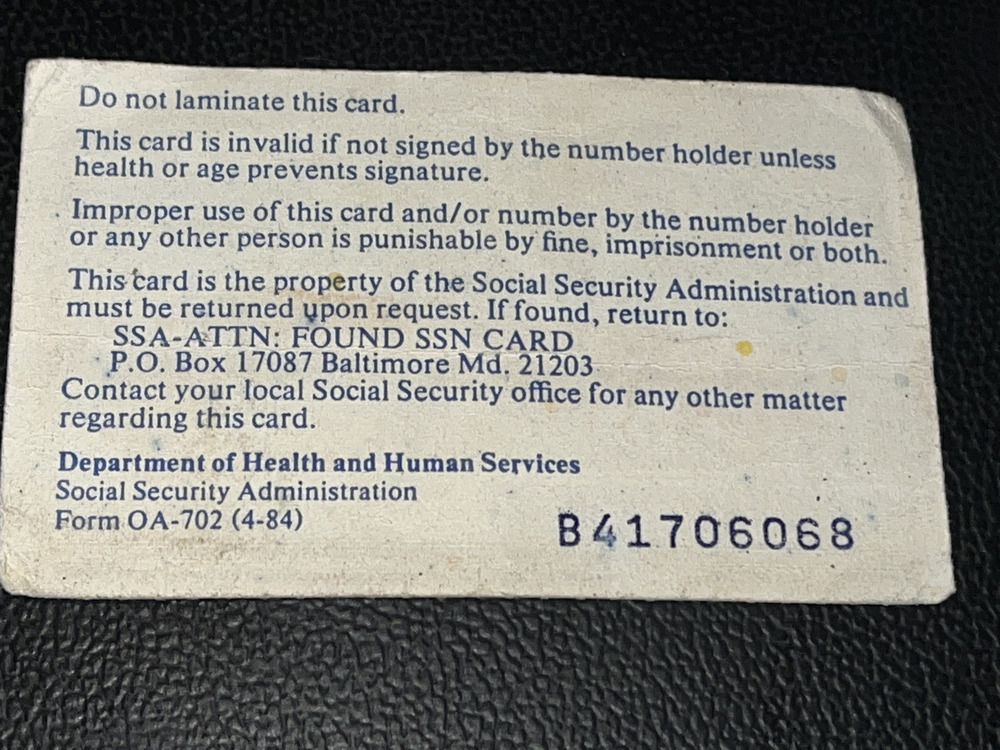 Do not laminate this card.
This card is invalid if not signed by the number holder unless
health or age prevents signature.
Improper use of this card and/or number by the number holder
or any other person is punishable by fine, imprisonment or both.
This card is the property of the Social Security Administration and
must be returned upon request. If found, return to:
SSA-ATTN: FOUND SSN CARD
P.O. Box 17087 Baltimore Md. 21203
Contact your local Social Security office for any other matter
regarding this card.
Department of Health and Human Services
Social Security Administration
Form OA-702 (4-84)
B41706068